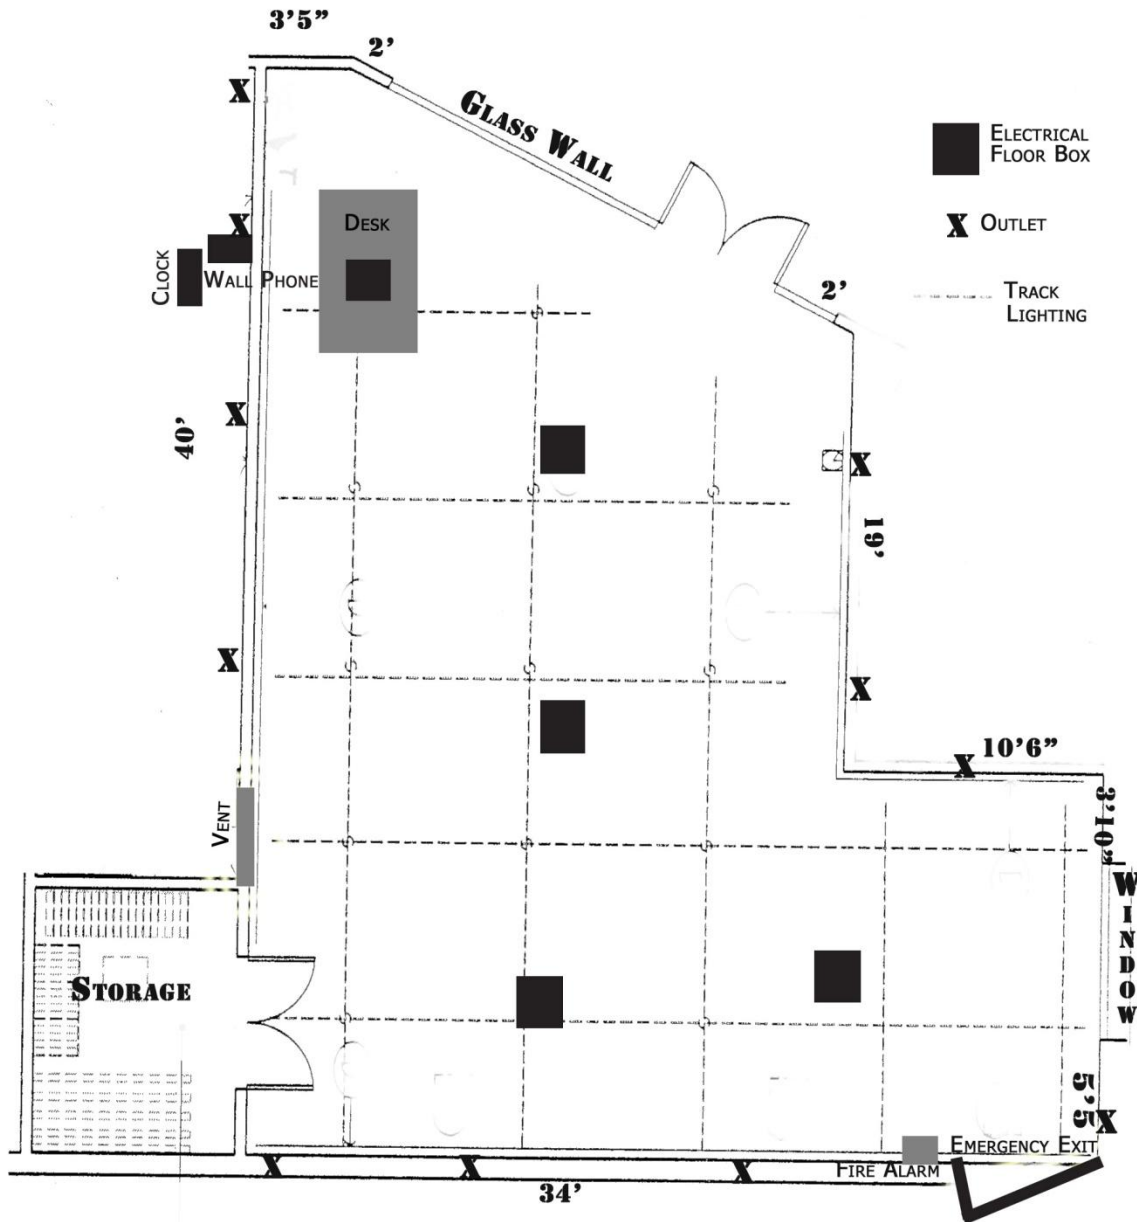 3'5”
2'
GLASS WALL
ELECTRICAL
FLOOR BOX
X
X
DESK
X OUTLET
CLOCK
WALL PHONE
2'
TRACK
LIGHTING
X
40'
X
19'
X
X
10'6”
X
3'10”
VENT
WINDOW
STORAGE
5'5
X
EMERGENCY EXIT
FIRE ALARM
X
X
X
34'